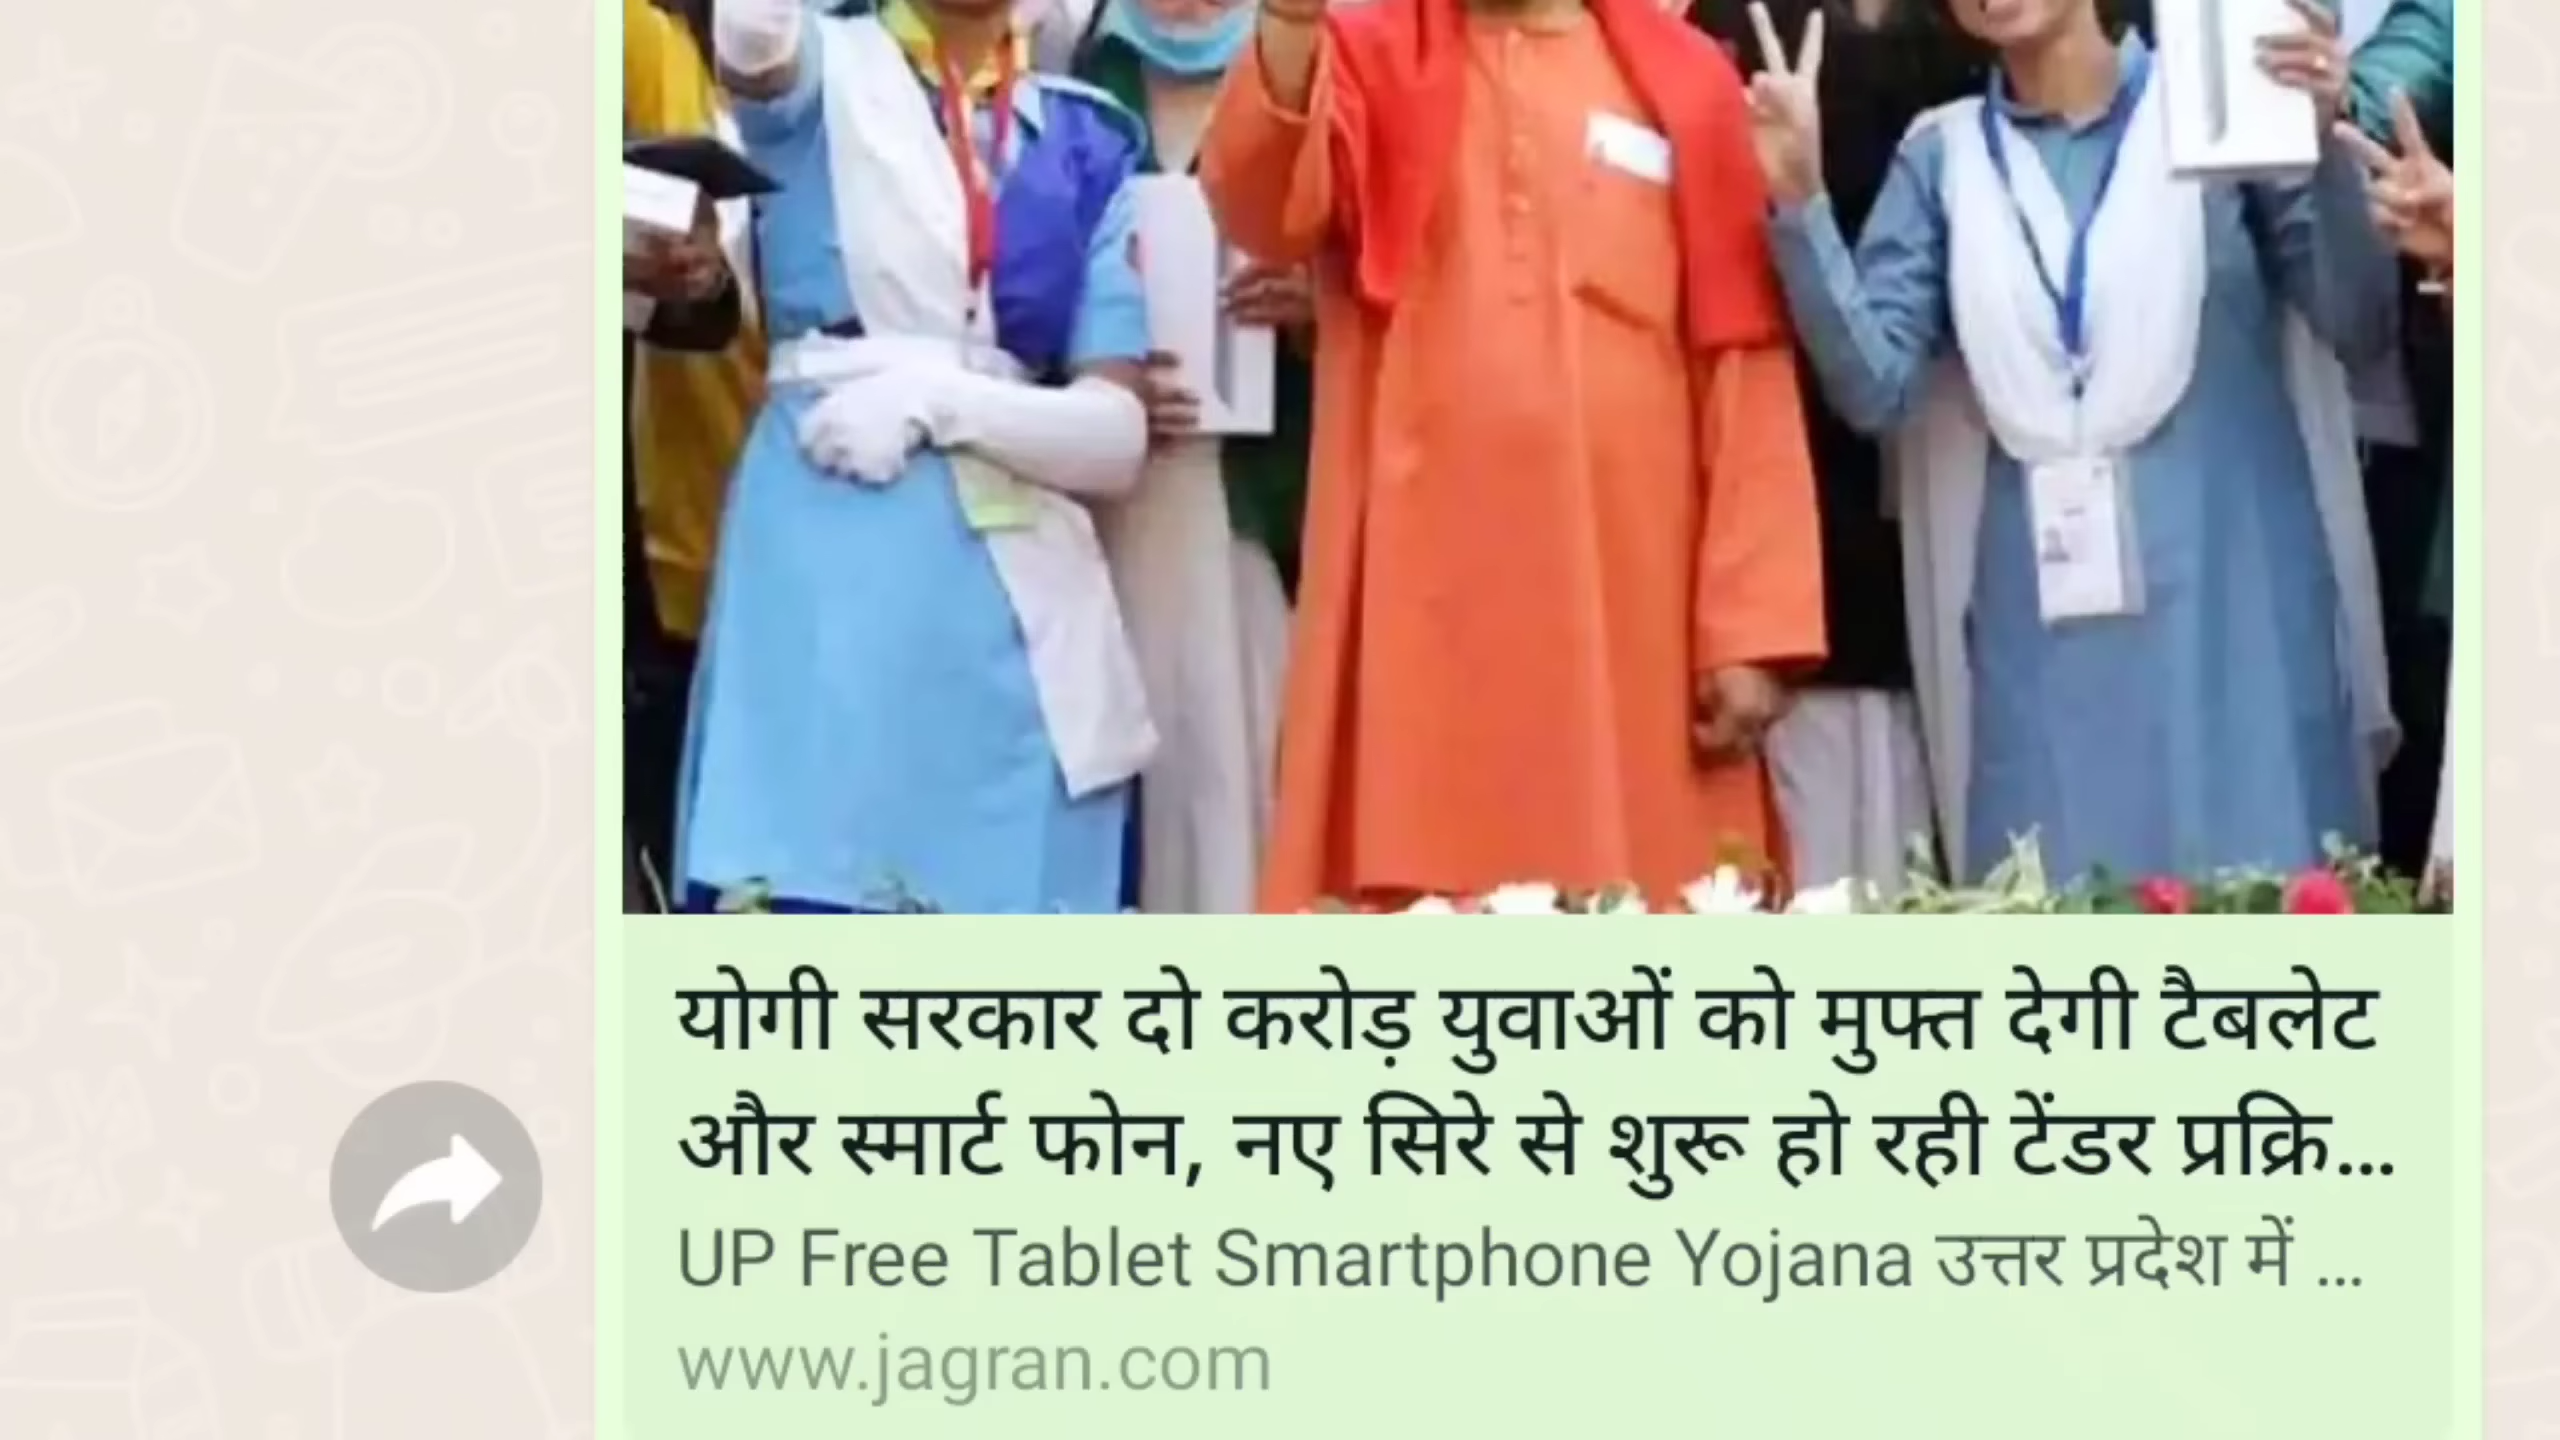 योगी सरकार दो करोड़ युवाओं को मुफ्त देगी टैबलेट
और स्मार्ट फोन, नए सिरे से शुरू हो रही टेंडर प्रक्रि...
UP Free Tablet Smartphone Yojana उत्तर प्रदेश में ...
www.jagran.com